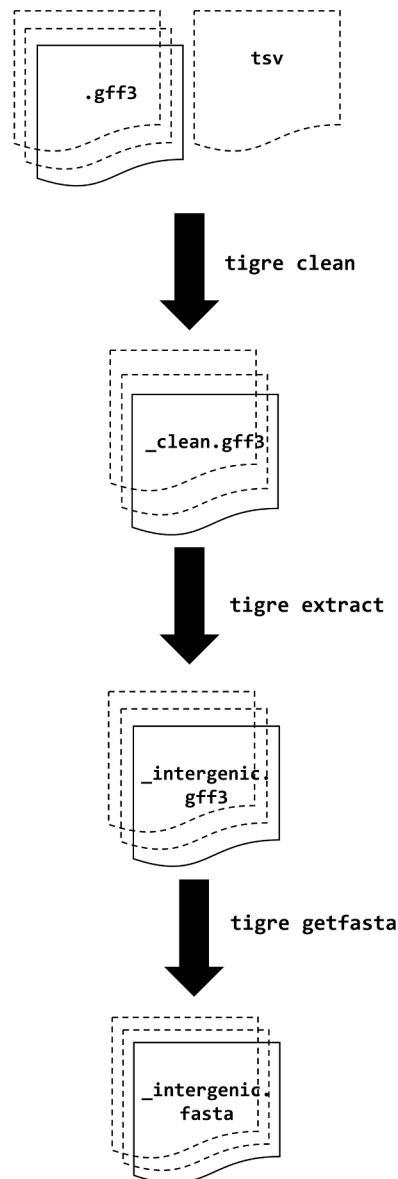 .gff3
tsv
tigre clean
_clean.gff3
tigre extract
_intergenic.
gff3
tigre getfasta
_intergenic.
fasta